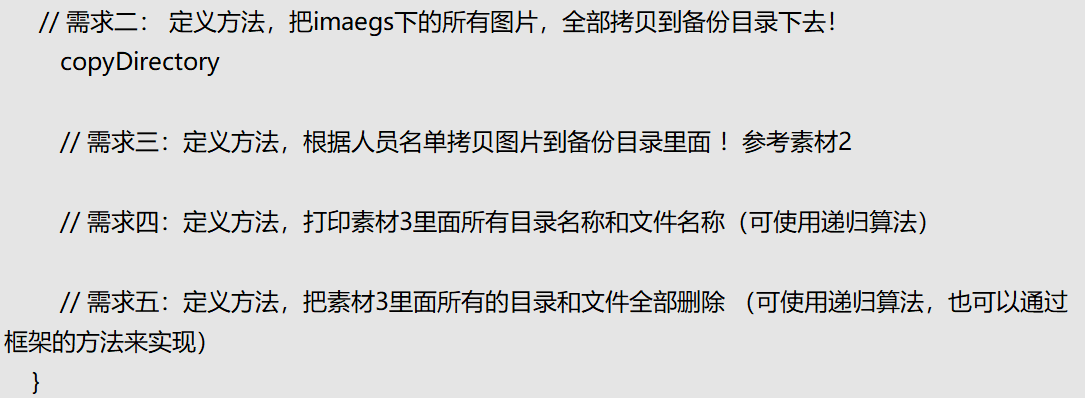 // 需求二： 定义方法，把imaegs下的所有图片，全部拷贝到备份目录下去！
copyDirectory
// 需求三：定义方法，根据人员名单拷贝图片到备份目录里面 ！参考素材2
// 需求四：定义方法，打印素材3里面所有目录名称和文件名称（可使用递归算法）
// 需求五：定义方法，把素材3里面所有的目录和文件全部删除 （可使用递归算法，也可以通过
框架的方法来实现）
}